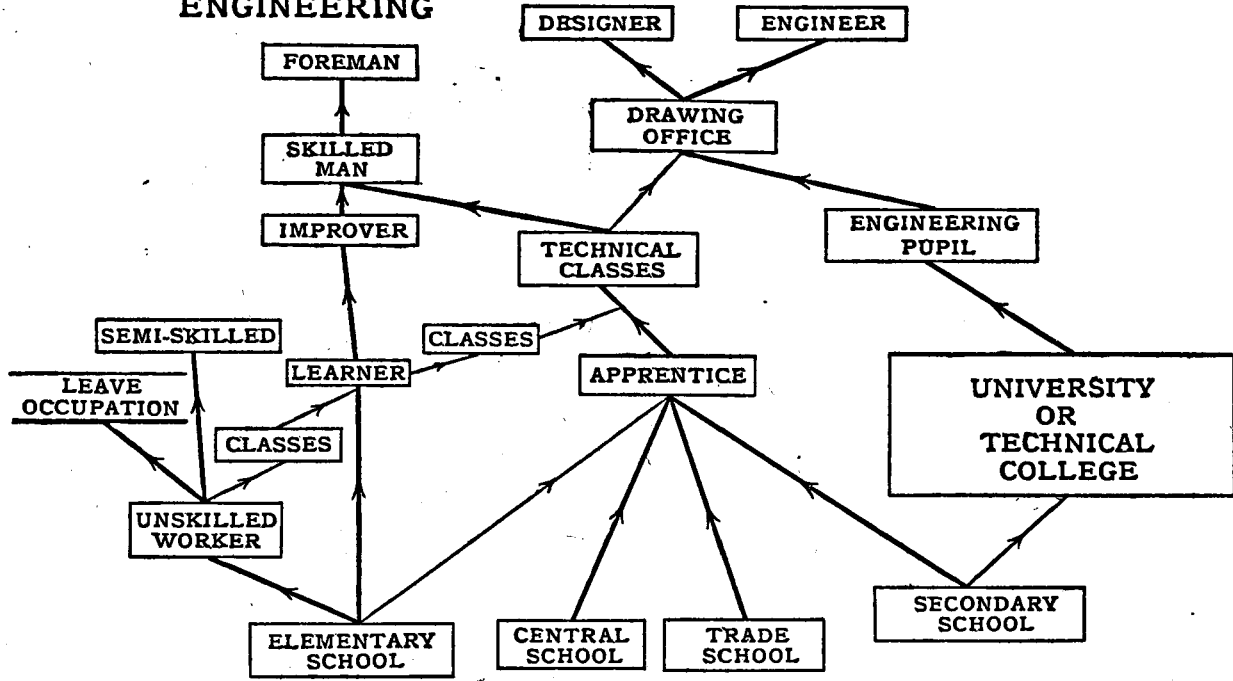 ENGINEERING
DESIGNER
ENGINEER
FOREMAN
DRAWING
OFFICE
SKILLED
MAN
IMPROVER
TECHNICAL
CLASSES
ENGINEERING
PUPIL
SEMI-SKILLED
CLASSES
LEARNER
APPRENTICE
LEAVE
OCCUPATION
UNIVERSITY
OR
TECHNICAL
COLLEGE
CLASSES
UNSKILLED
WORKER
ELEMENTARY
SCHOOL
CENTRAL
SCHOOL
TRADE
SCHOOL
SECONDARY
SCHOOL